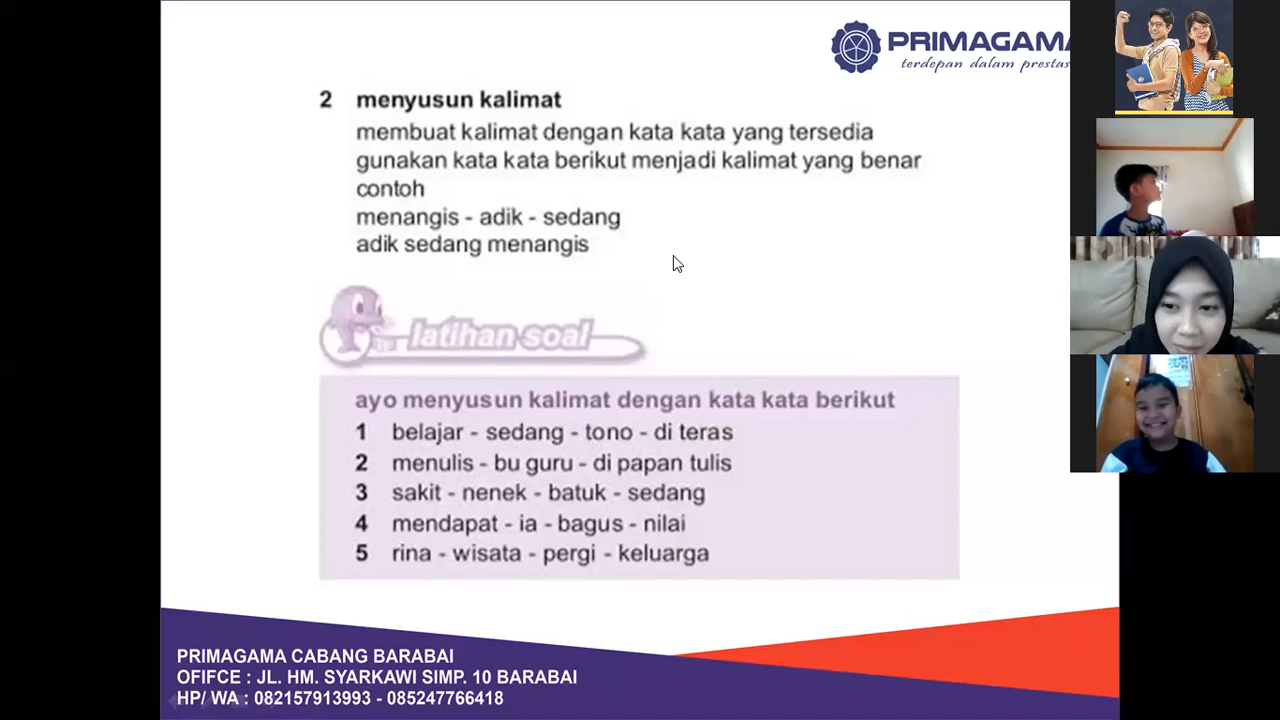 PRIMAGAMA
terdepan dalam prestas
2 menyusun kalimat
membuat kalimat dengan kata kata yang tersedia
gunakan kata kata berikut menjadi kalimat yang benar
contoh
menangis - adik - sedang
adik sedang menangis
latihan soal
ayo menyusun kalimat dengan kata kata berikut
1 belajar - sedang - tono - di teras
2 menulis - bu guru - di papan tulis
3 sakit - nenek - batuk - sedang
4 mendapat - ia - bagus - nilai
5 rina - wisata - pergi - keluarga
PRIMAGAMA CABANG BARABAI
OFIFCE : JL. HM. SYARKAWI SIMP. 10 BARABAI
HP/ WA : 082157913993 - 085247766418